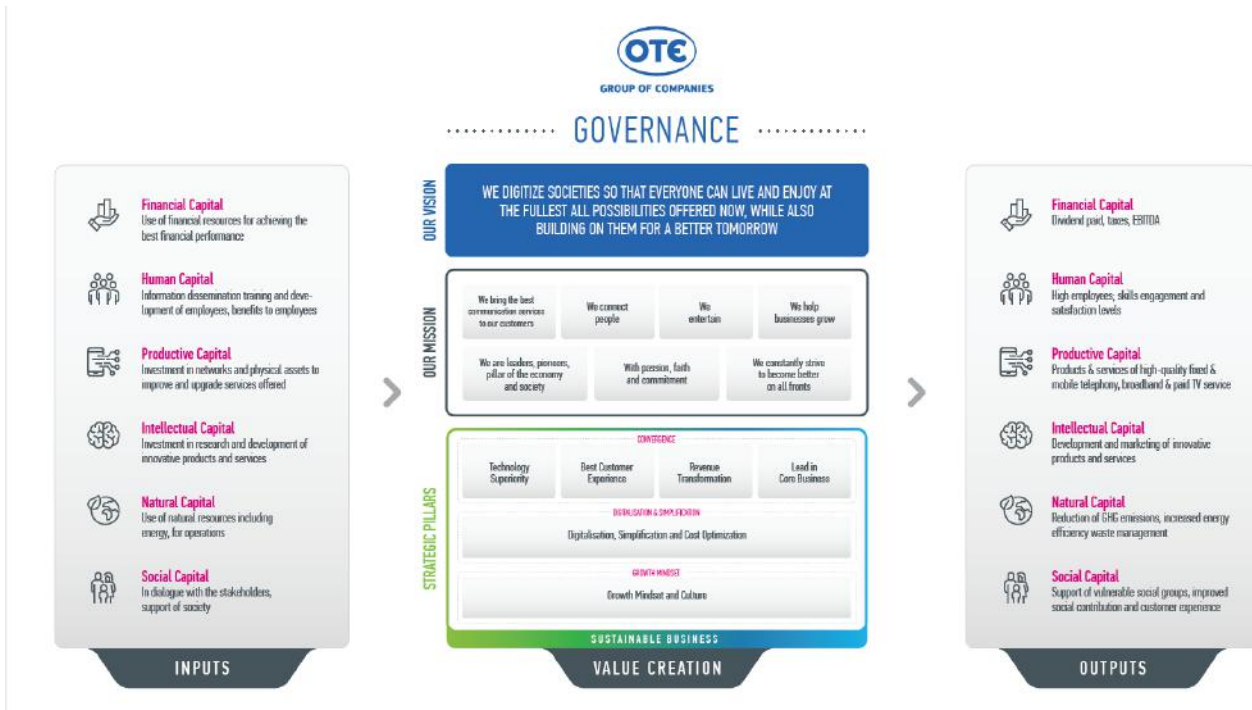 OTE
GROUP OF COMPANIES
GOVERNANCE
Financial Capital
Use of financial resources for achieving the
best financial performance
Human Capital
Information dissemination training and deve-
lopment of employees, benefits to employees
Productive Capital
Investment in networks and physical assets to
improve and upgrade services offered
Intellectual Capital
Investment in research and development of
innovative products and services
Natural Capital
Use of natural resources including
energy, for operations
Social Capital
In dialogue with the stakeholders,
support of society
INPUTS
OUR VISION
WE DIGITIZE SOCIETIES SO THAT EVERYONE CAN LIVE AND ENJOY AT
THE FULLEST ALL POSSIBILITIES OFFERED NOW, WHILE ALSO
BUILDING ON THEM FOR A BETTER TOMORROW
OUR MISSION
We bring the best
communication services
to our customers
We connect
people
We
entertain
We help
businesses grow
We are leaders, pioneers,
pillar of the economy
and society
With passion, faith
and commitment
We constantly strive
to become better
on all fronts
STRATEGIC PILLARS
CONVERGENCE
Technology
Superiority
Best Customer
Experience
Revenue
Transformation
Lead in
Core Business
DIGITALISATION & SIMPLIFICATION
Digitalisation, Simplification and Cost Optimization
GROWTH MINDSET
Growth Mindset and Culture
SUSTAINABLE BUSINESS
VALUE CREATION
Financial Capital
Dividend paid, taxes, EBITDA
Human Capital
High employees; skills engagement and
satisfaction levels
Productive Capital
Products & services of high-quality fixed &
mobile telephony, broadband & paid TV service
Intellectual Capital
Development and marketing of innovative
products and services
Natural Capital
Reduction of GHG emissions, increased energy
efficiency waste management
Social Capital
Support of vulnerable social groups, improved
social contribution and customer experience
OUTPUTS